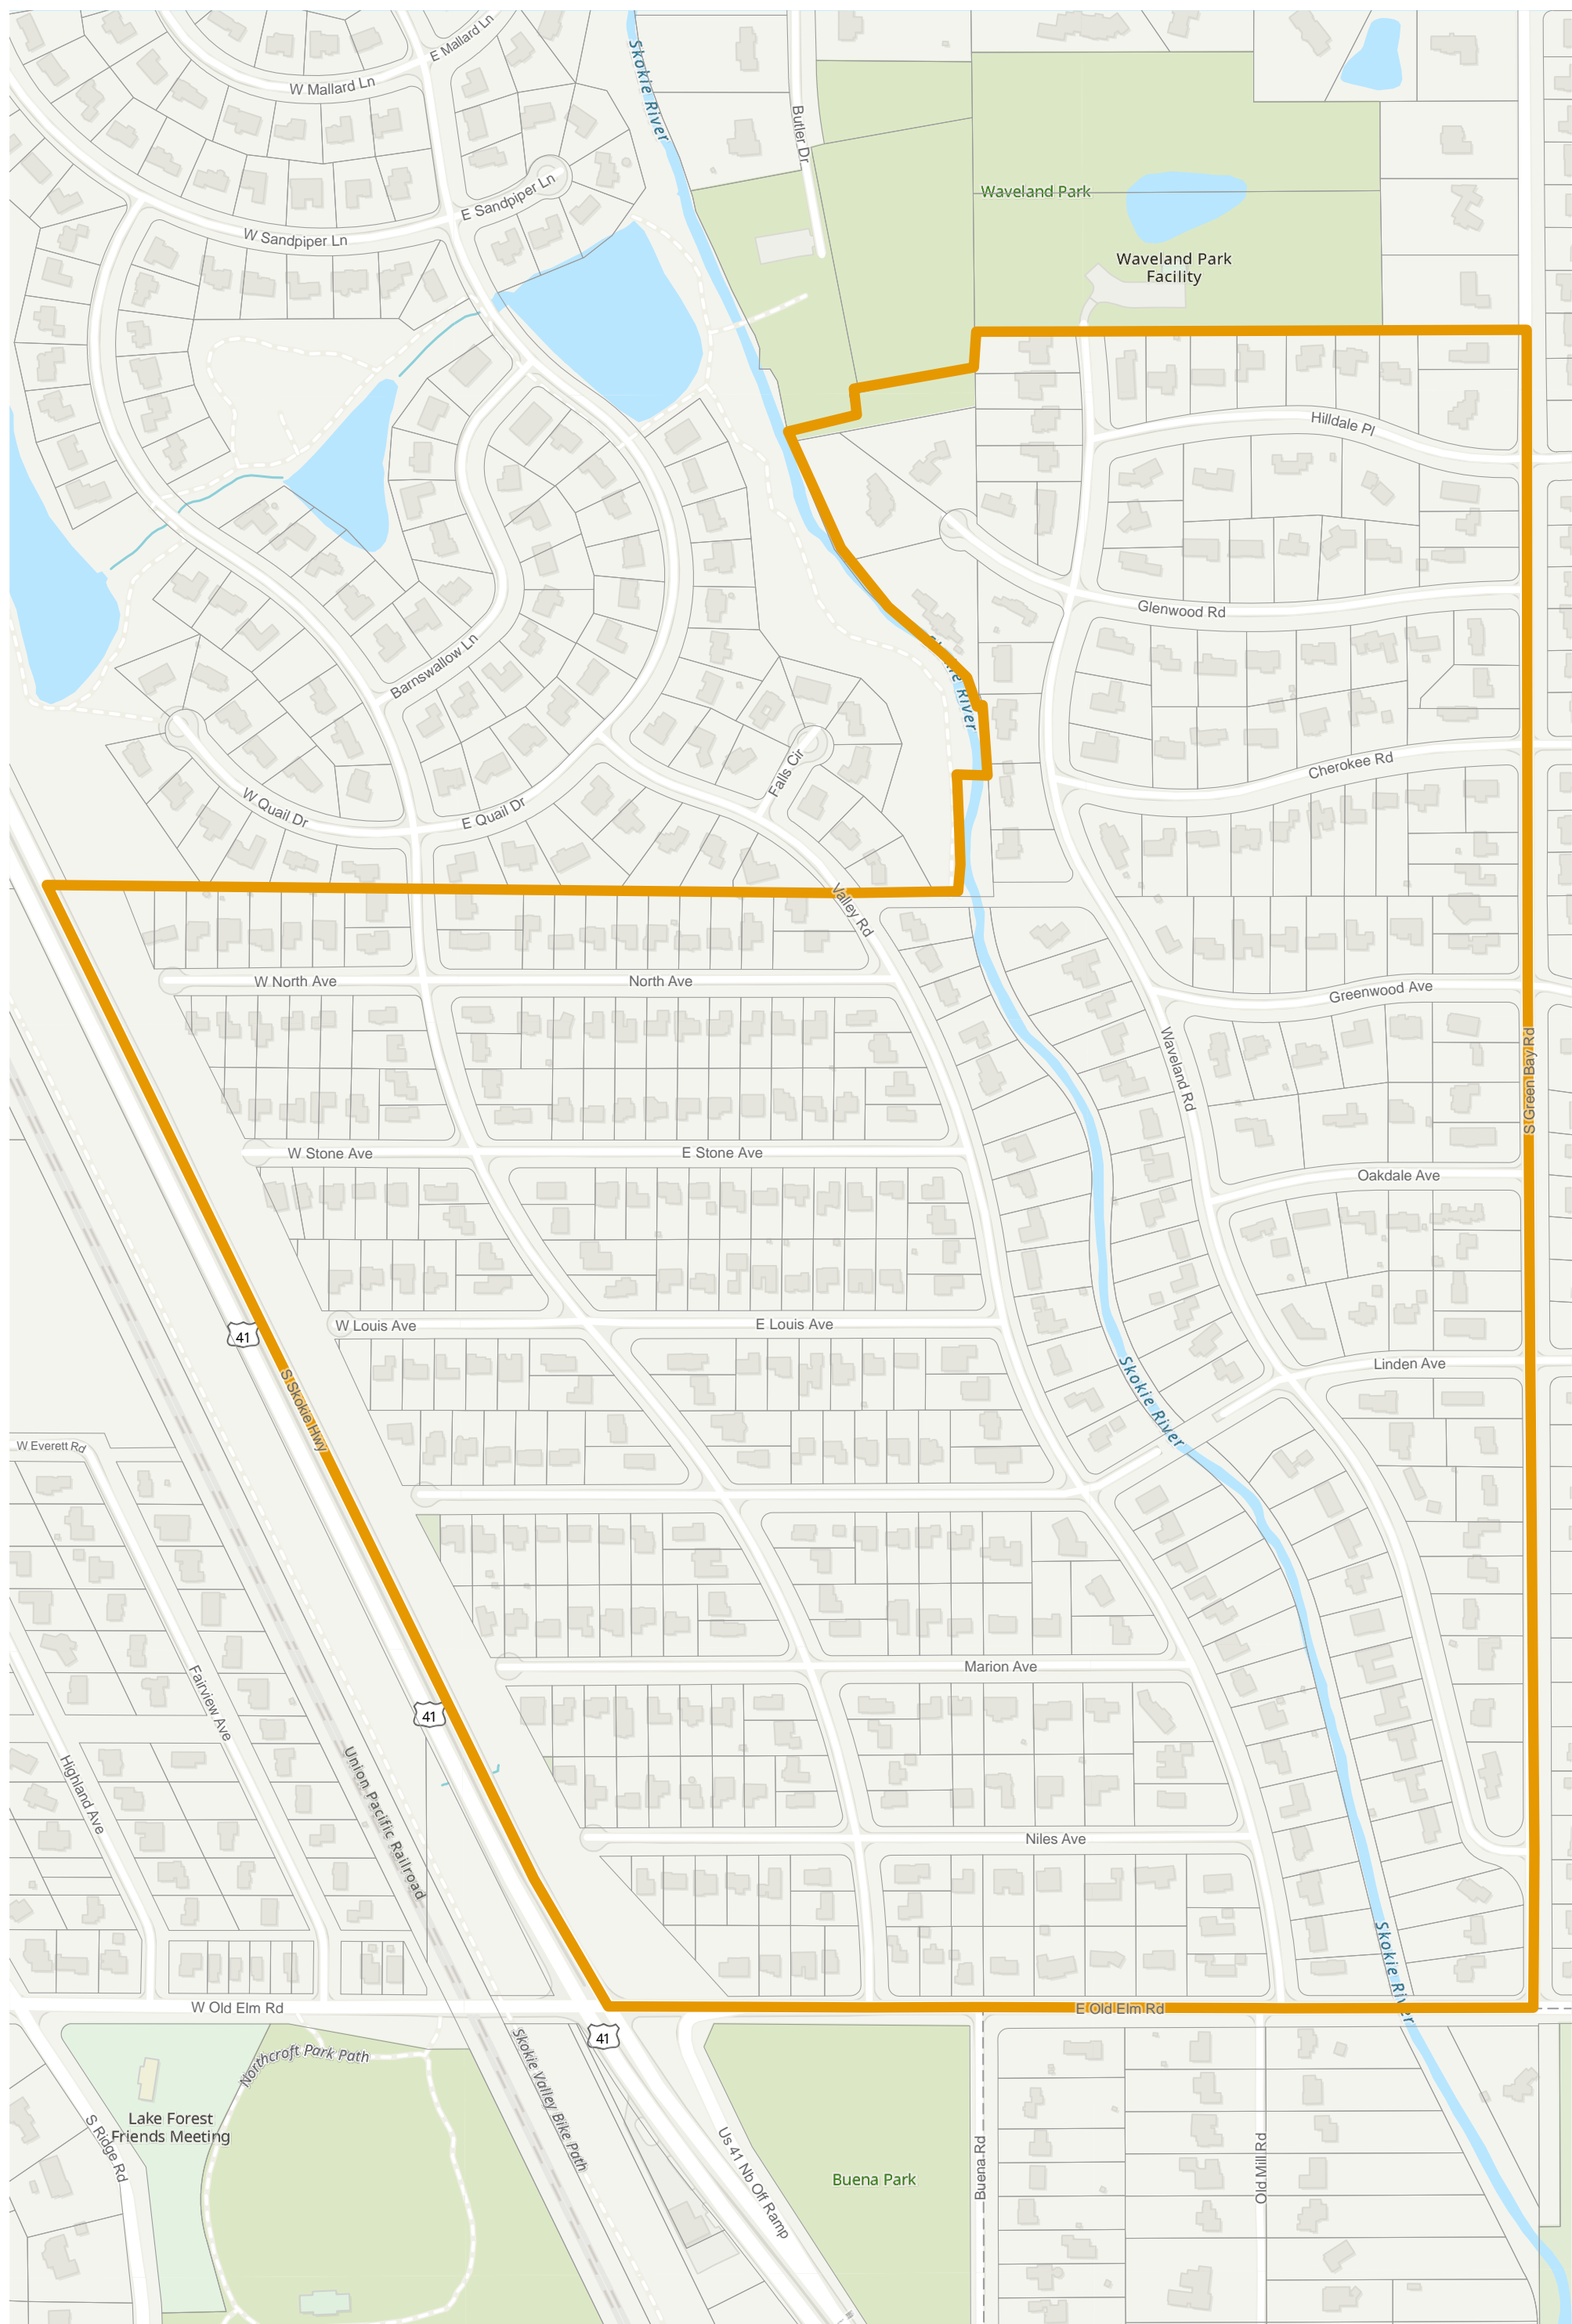 E Mallard Ln
W Mallard Ln
Skokie River
Butler Dr
E Sandpiper Ln
Waveland Park
W Sandpiper Ln
Waveland Park
Facility
Hilldale Pl
Glenwood Rd
Barnswallow Ln
Skokie River
Cherokee Rd
Falls Cir
W Quail Dr
E Quail Dr
Valley Rd
W North Ave
North Ave
Greenwood Ave
Waveland Rd
S Green Bay Rd
W Stone Ave
E Stone Ave
Oakdale Ave
W Louis Ave
E Louis Ave
41
Linden Ave
S Skokie Hwy
Skokie River
W Everett Rd
Marion Ave
Fairview Ave
41
Highland Ave
Union Pacific Railroad
Niles Ave
Skokie River
W Old Elm Rd
E Old Elm Rd
41
Northcroft Park Path
Skokie Valley Bike Path
Lake Forest
Friends Meeting
S Ridge Rd
Us 41 Nb Off Ramp
Buena Park
Buena Rd
Old Mill Rd